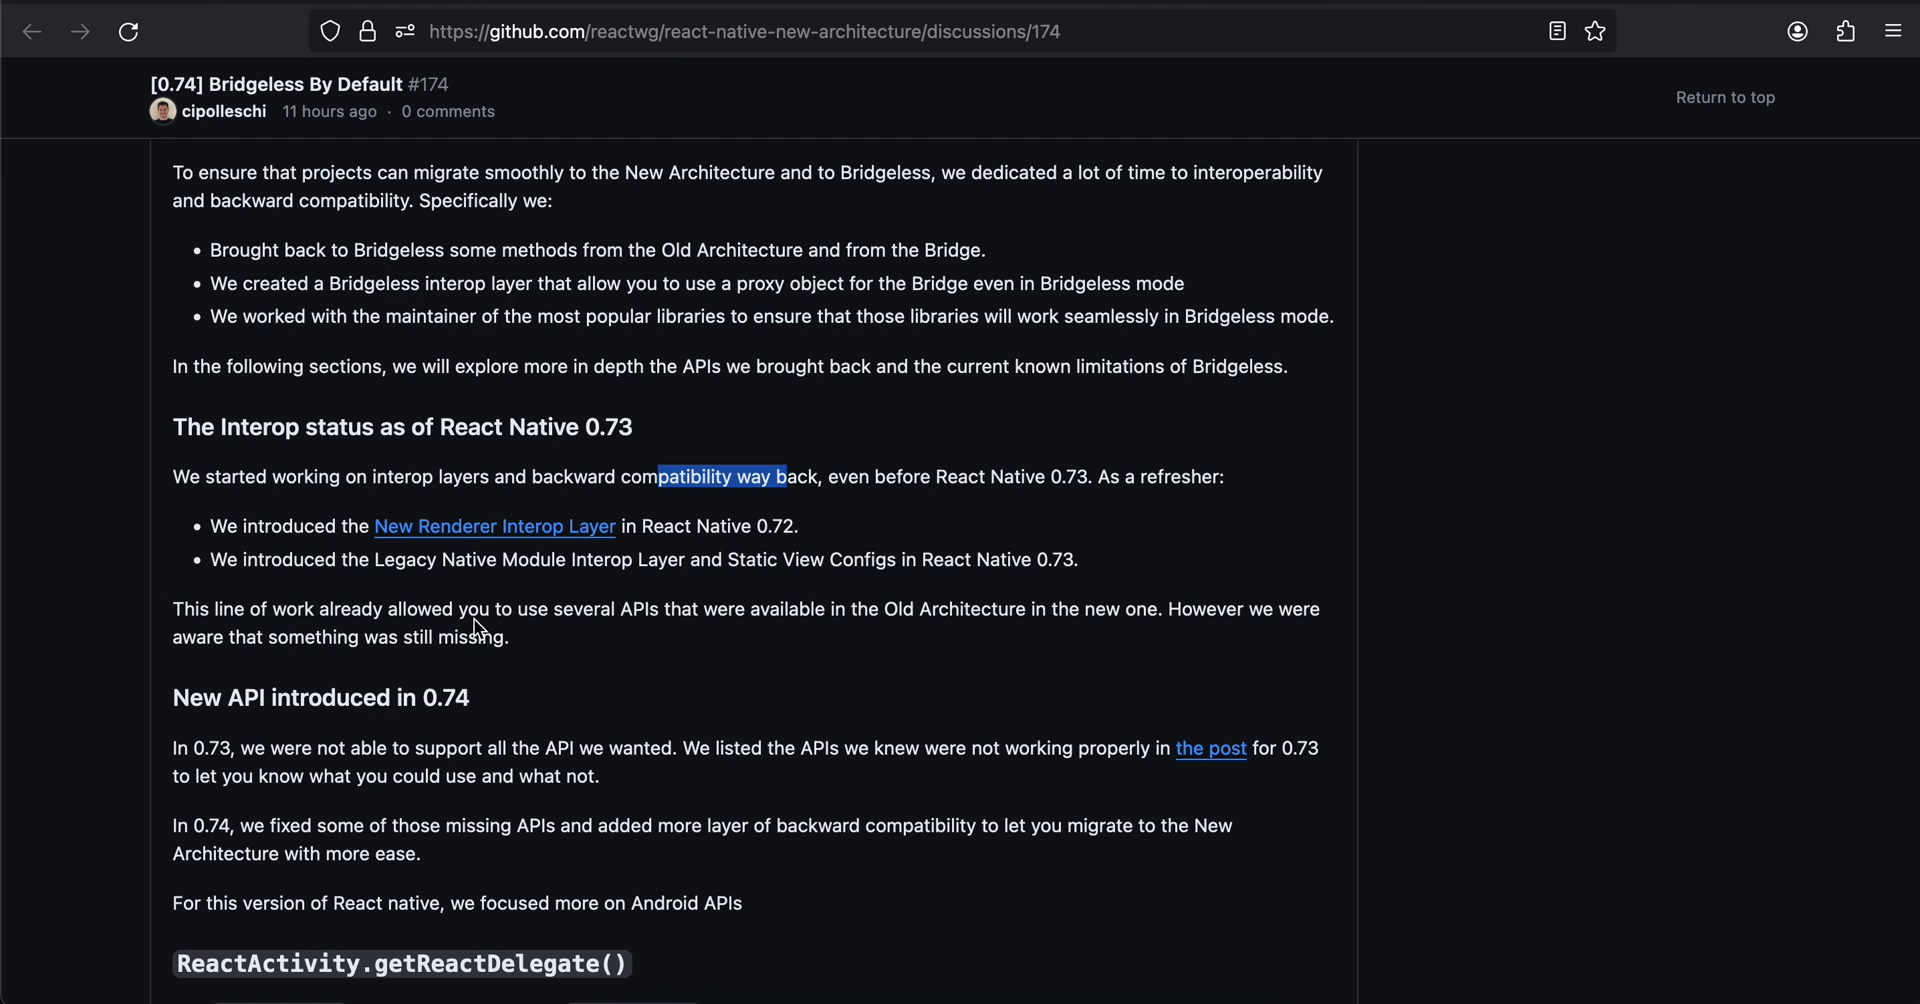 https://github.com/reactwg/react-native-new-architecture/discussions/174
[0.74] Bridgeless By Default #174
cipolleschi 11 hours ago · 0 comments
Return to top
To ensure that projects can migrate smoothly to the New Architecture and to Bridgeless, we dedicated a lot of time to interoperability
and backward compatibility. Specifically we:
• Brought back to Bridgeless some methods from the Old Architecture and from the Bridge.
• We created a Bridgeless interop layer that allow you to use a proxy object for the Bridge even in Bridgeless mode
• We worked with the maintainer of the most popular libraries to ensure that those libraries will work seamlessly in Bridgeless mode.
In the following sections, we will explore more in depth the APIs we brought back and the current known limitations of Bridgeless.
The Interop status as of React Native 0.73
We started working on interop layers and backward compatibility way back, even before React Native 0.73. As a refresher:
• We introduced the New Renderer Interop Layer in React Native 0.72.
• We introduced the Legacy Native Module Interop Layer and Static View Configs in React Native 0.73.
This line of work already allowed you to use several APIs that were available in the Old Architecture in the new one. However we were
aware that something was still missing.
New API introduced in 0.74
In 0.73, we were not able to support all the API we wanted. We listed the APIs we knew were not working properly in the post for 0.73
to let you know what you could use and what not.
In 0.74, we fixed some of those missing APIs and added more layer of backward compatibility to let you migrate to the New
Architecture with more ease.
For this version of React native, we focused more on Android APIs
ReactActivity.getReactDelegate()